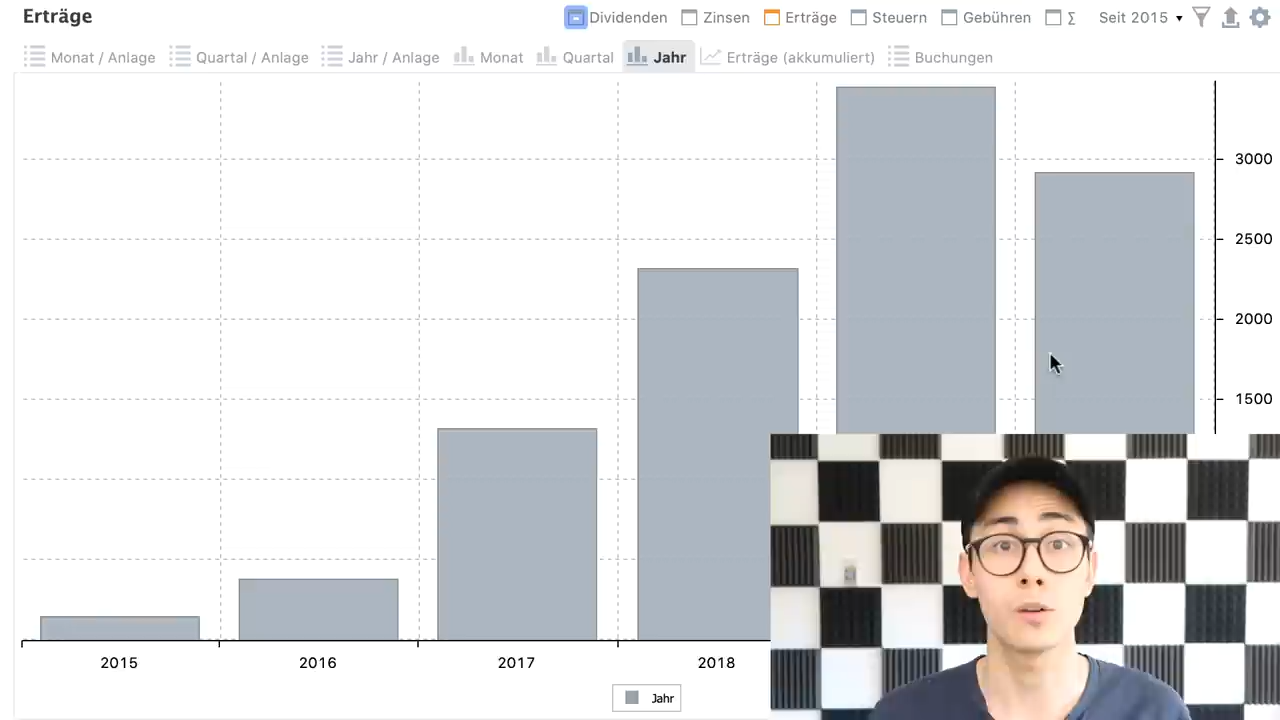 Erträge
Dividenden Zinsen Erträge Steuern Gebühren Σ Seit 2015
Monat / Anlage Quartal / Anlage Jahr / Anlage Monat Quartal Jahr Erträge (akkumuliert) Buchungen
3000
2500
2000
1500
2015 2016 2017 2018
Jahr